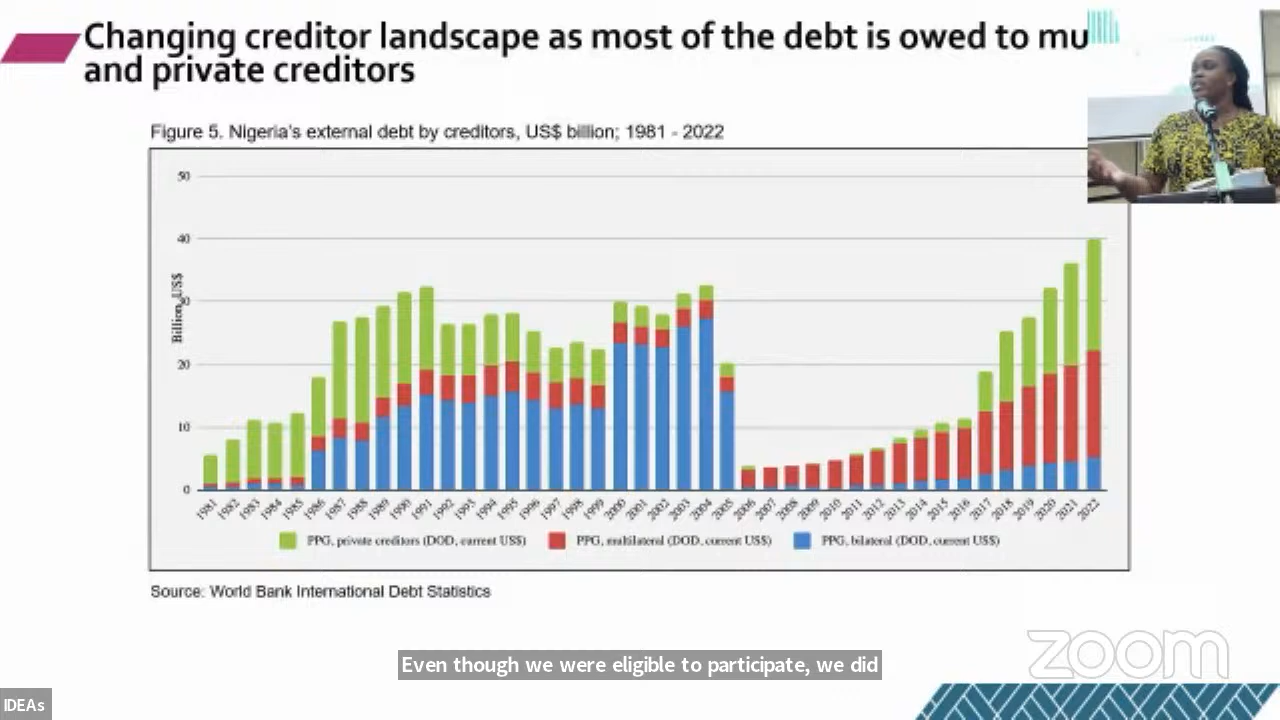 Changing creditor landscape as most of the debt is owed to mu
and private creditors
Figure 5. Nigeria's external debt by creditors, US$ billion; 1981 - 2022
50
40
30
20
10
0
Billion, US$
1981 1982 1983 1984 1985 1986 1987 1988 1989 1990 1991 1992 1993 1994 1995 1996 1997 1998 1999 2000 2001 2002 2003 2004 2005 2006 2007 2008 2009 2010 2011 2012 2013 2014 2015 2016 2017 2018 2019 2020 2021 2022
PPG, private creditors (DOD, current US$) PPG, multilateral (DOD, current US$) PPG, bilateral (DOD, current US$)
Source: World Bank International Debt Statistics
zoom
Even though we were eligible to participate, we did
IDEAs